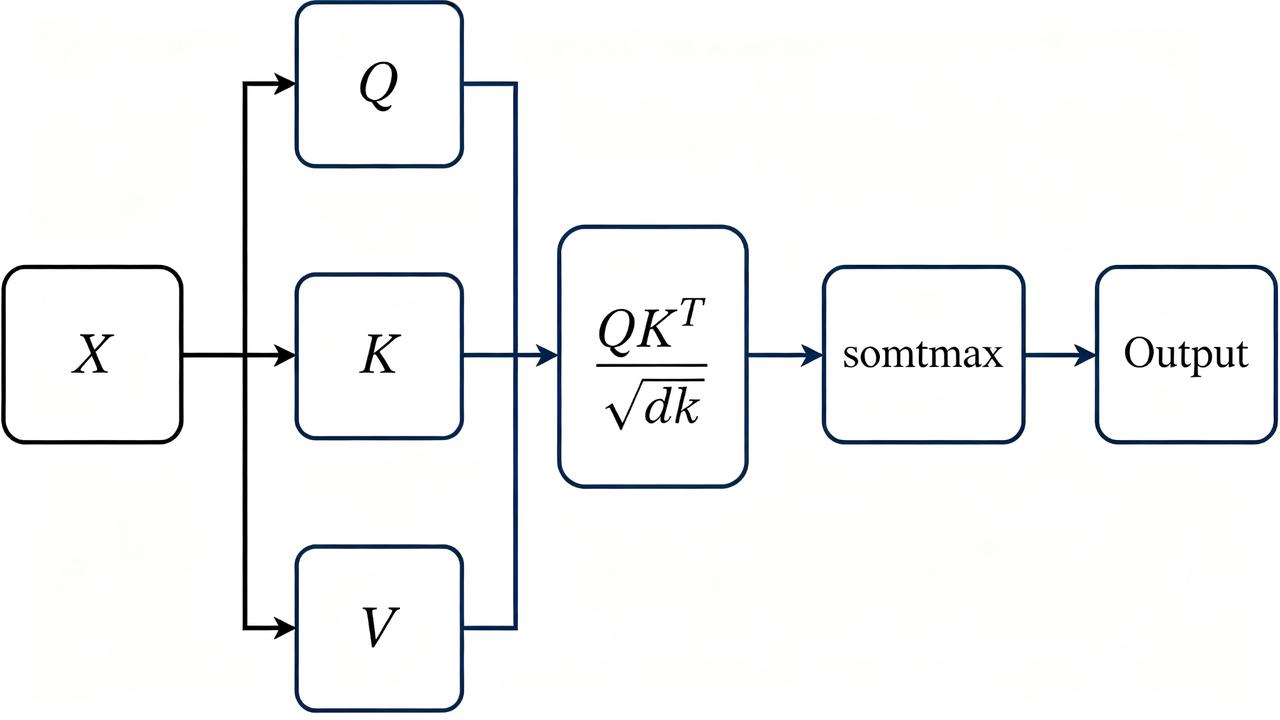 X
Q
K
V
QK^T
√dk
somtmax
Output